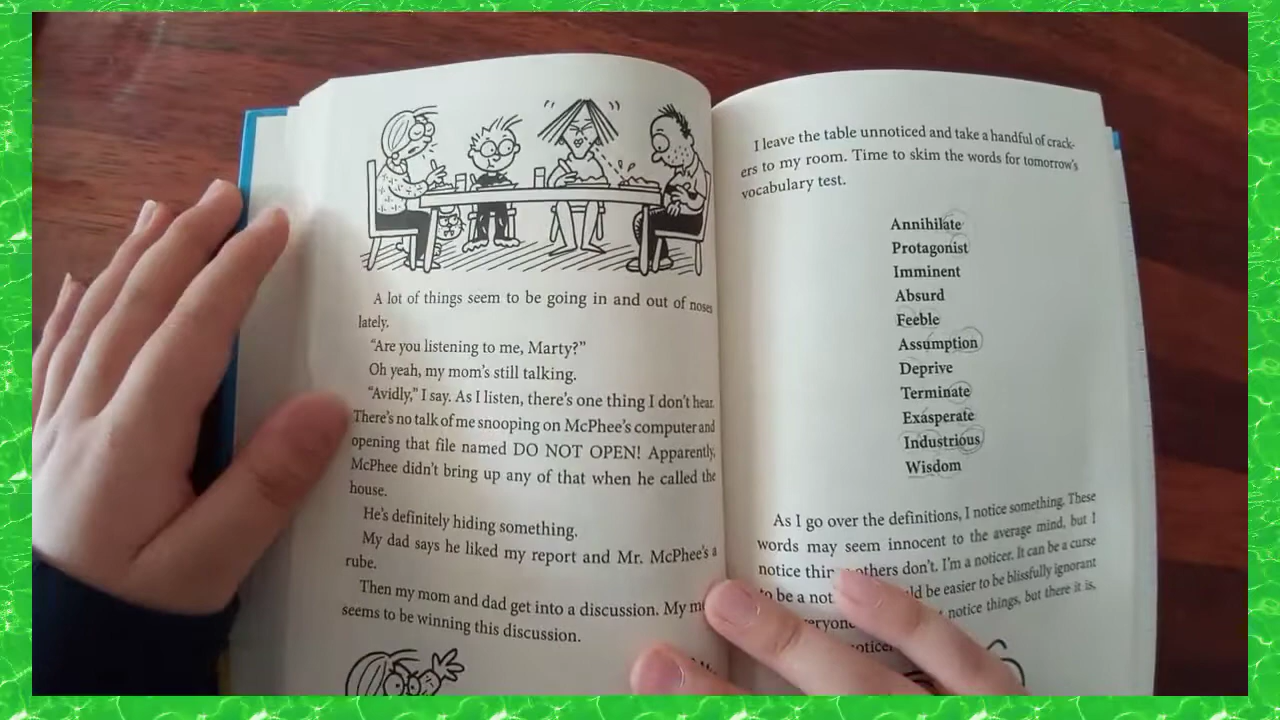 A lot of things seem to be going in and out of noses
lately.
“Are you listening to me, Marty?”
Oh yeah, my mom’s still talking.
“Avidly,” I say. As I listen, there’s one thing I don’t hear.
There’s no talk of me snooping on McPhee’s computer and
opening that file named DO NOT OPEN! Apparently,
McPhee didn’t bring up any of that when he called the
house.
He’s definitely hiding something.
My dad says he liked my report and Mr. McPhee’s a
rube.
Then my mom and dad get into a discussion. My
seems to be winning this discussion.
I leave the table unnoticed and take a handful of crack-
ers to my room. Time to skim the words for tomorrow’s
vocabulary test.
Annihilate
Protagonist
Imminent
Absurd
Feeble
Assumption
Deprive
Terminate
Exasperate
Industrious
Wisdom
As I go over the definitions, I notice something. These
words may seem innocent to the average mind, but I
notice others don’t. I’m a noticer. It can be a curse
be a be easier to be blissfully ignorant
notice things, but there it is,